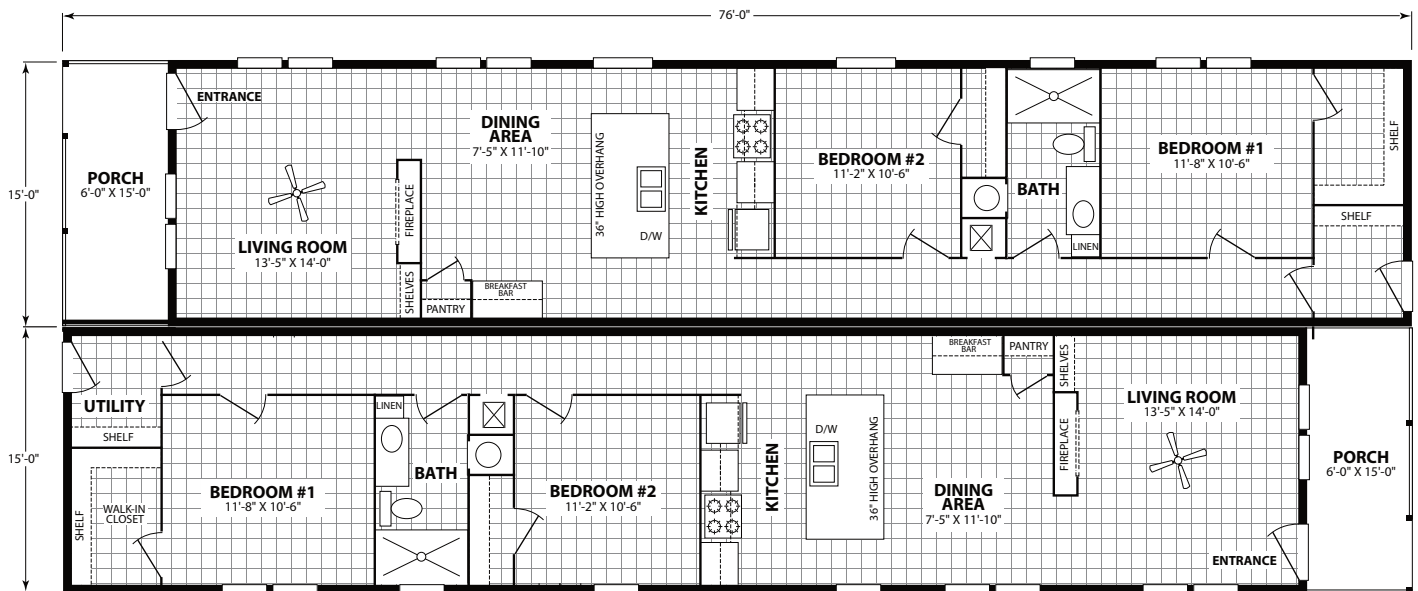 76'-0"
15'-0"
PORCH
6'-0" X 15'-0"
ENTRANCE
LIVING ROOM
13'-5" X 14'-0"
FIREPLACE
SHELVES
DINING
AREA
7'-5" X 11'-10"
PANTRY
BREAKFAST
BAR
36" HIGH OVERHANG
D/W
KITCHEN
BEDROOM #2
11'-2" X 10'-6"
BATH
LINEN
BEDROOM #1
11'-8" X 10'-6"
SHELF
SHELF
15'-0"
UTILITY
SHELF
SHELF
WALK-IN
CLOSET
BEDROOM #1
11'-8" X 10'-6"
LINEN
BATH
BEDROOM #2
11'-2" X 10'-6"
KITCHEN
D/W
36" HIGH OVERHANG
BREAKFAST
BAR
PANTRY
DINING
AREA
7'-5" X 11'-10"
SHELVES
FIREPLACE
LIVING ROOM
13'-5" X 14'-0"
ENTRANCE
PORCH
6'-0" X 15'-0"